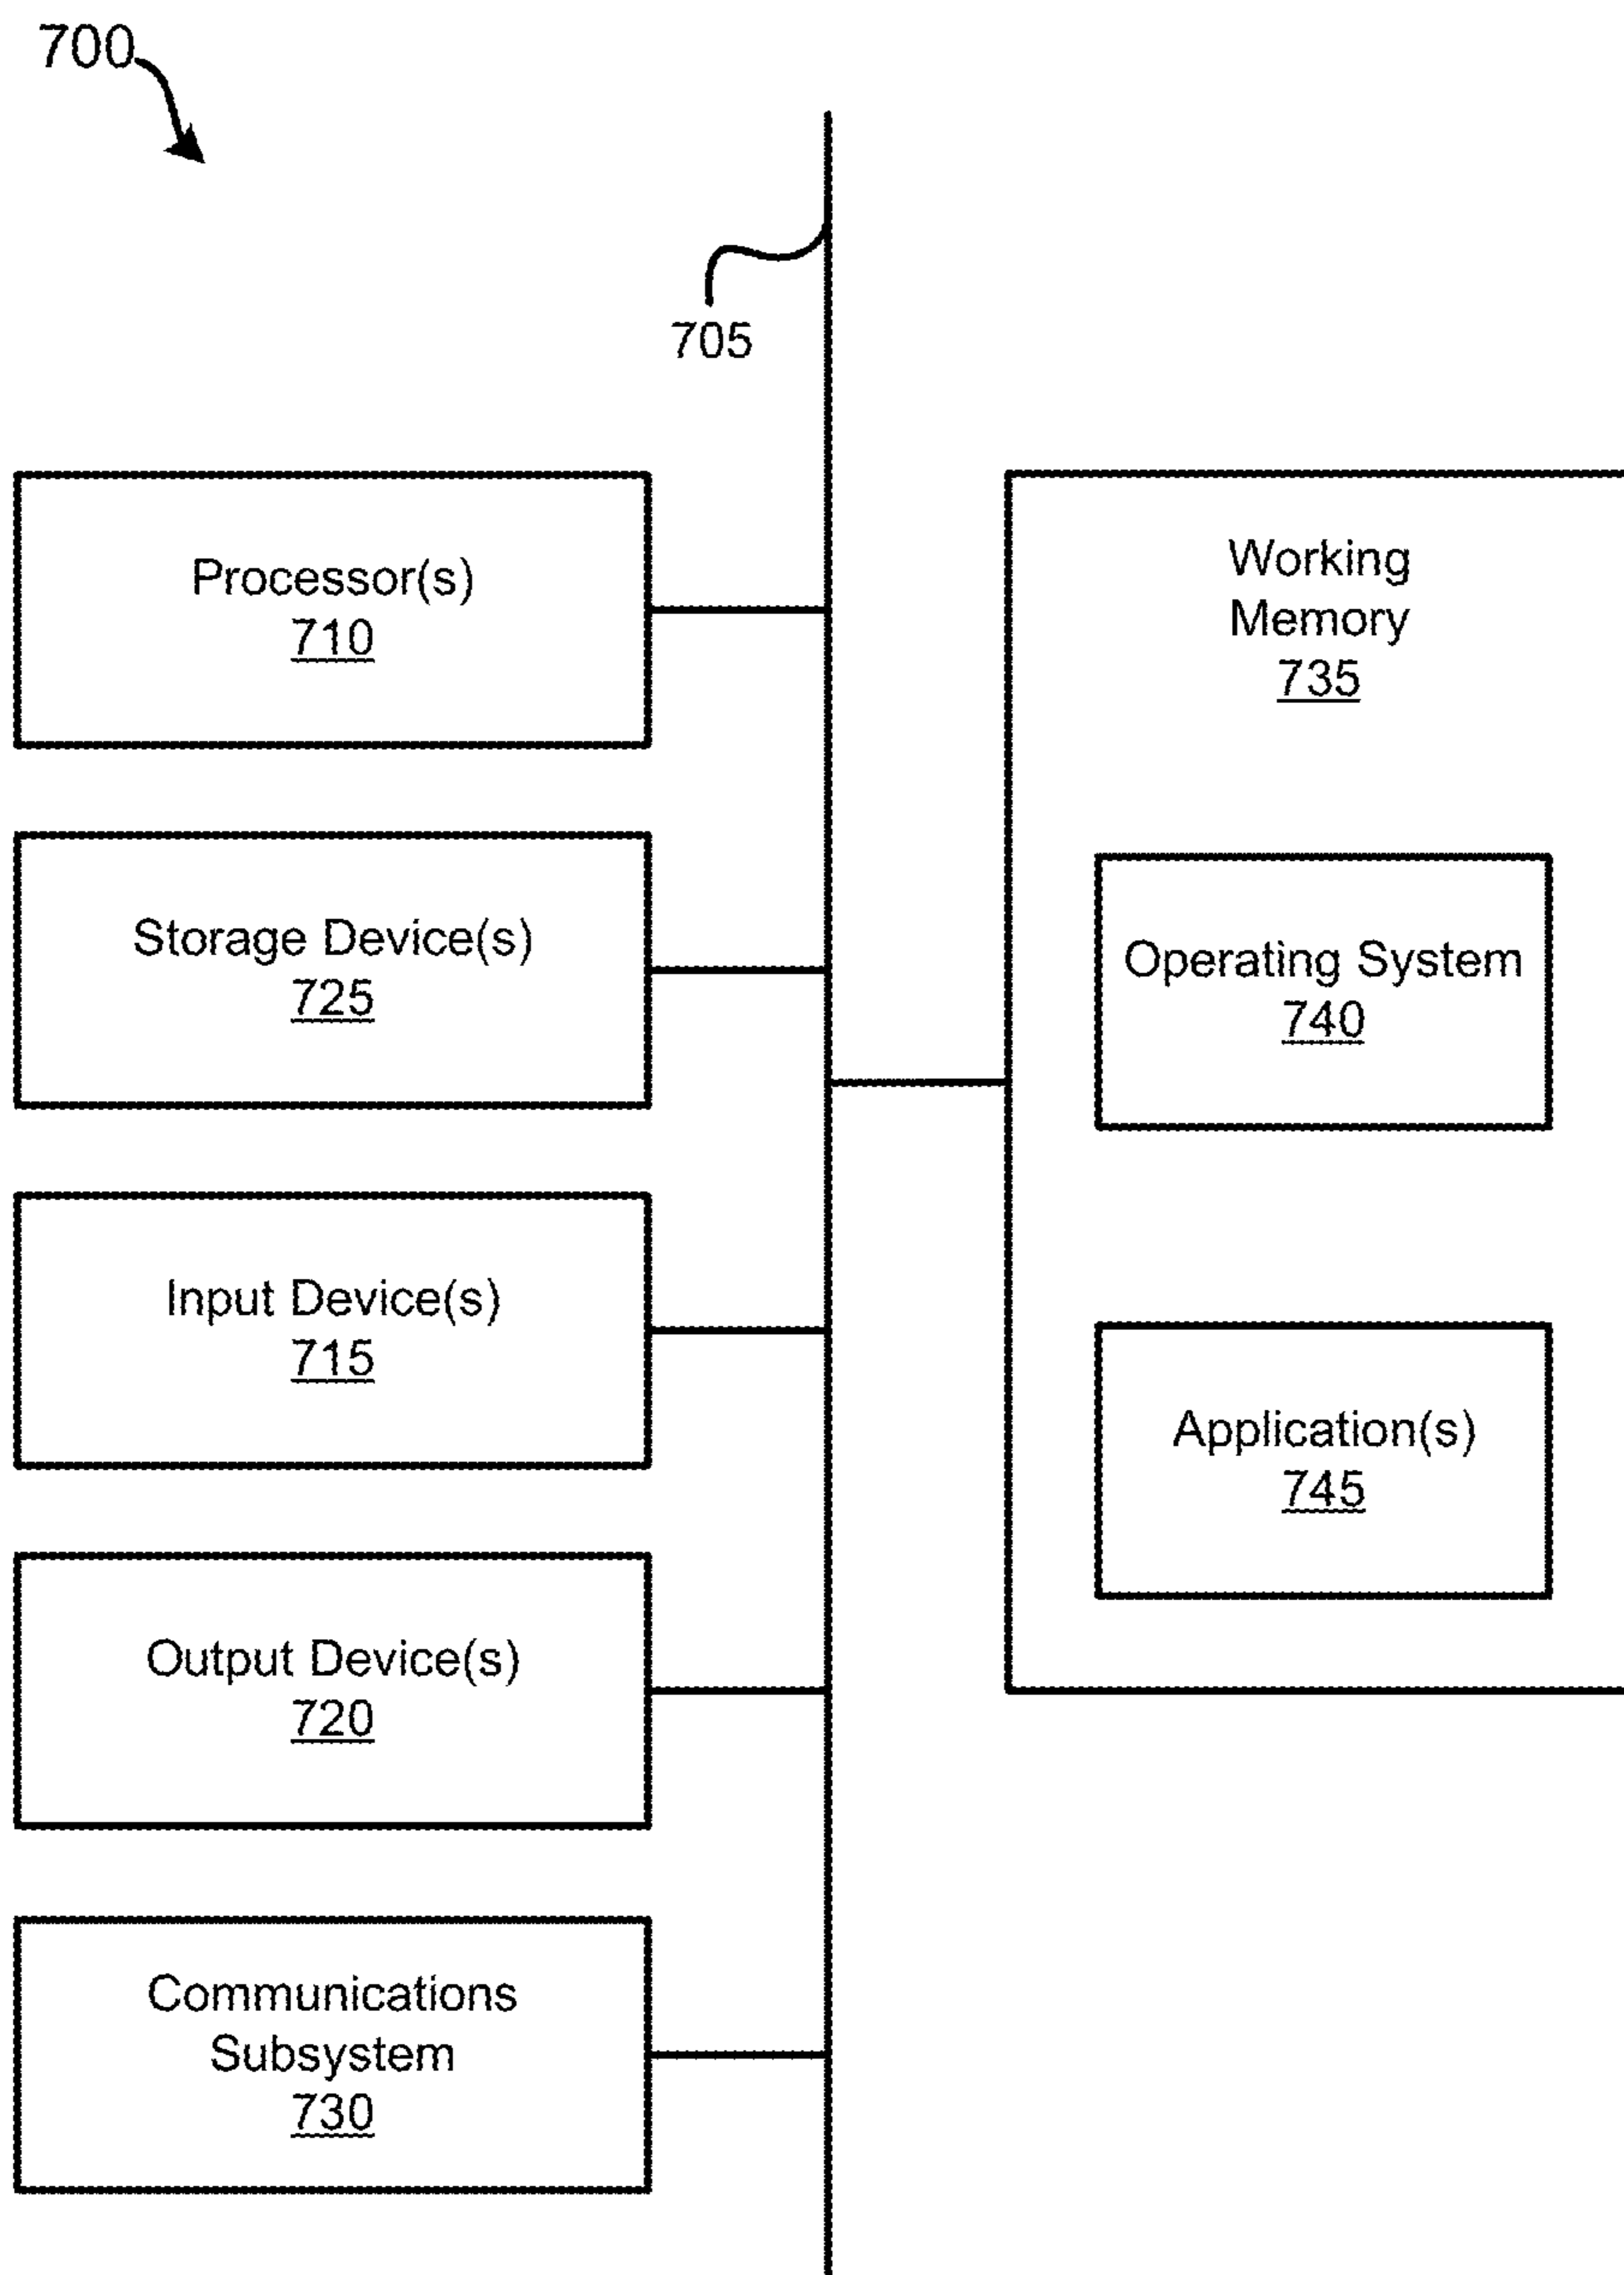 700
705
Processor(s)
710
Storage Device(s)
725
Input Device(s)
715
Output Device(s)
720
Communications
Subsystem
730
Working
Memory
735
Operating System
740
Application(s)
745